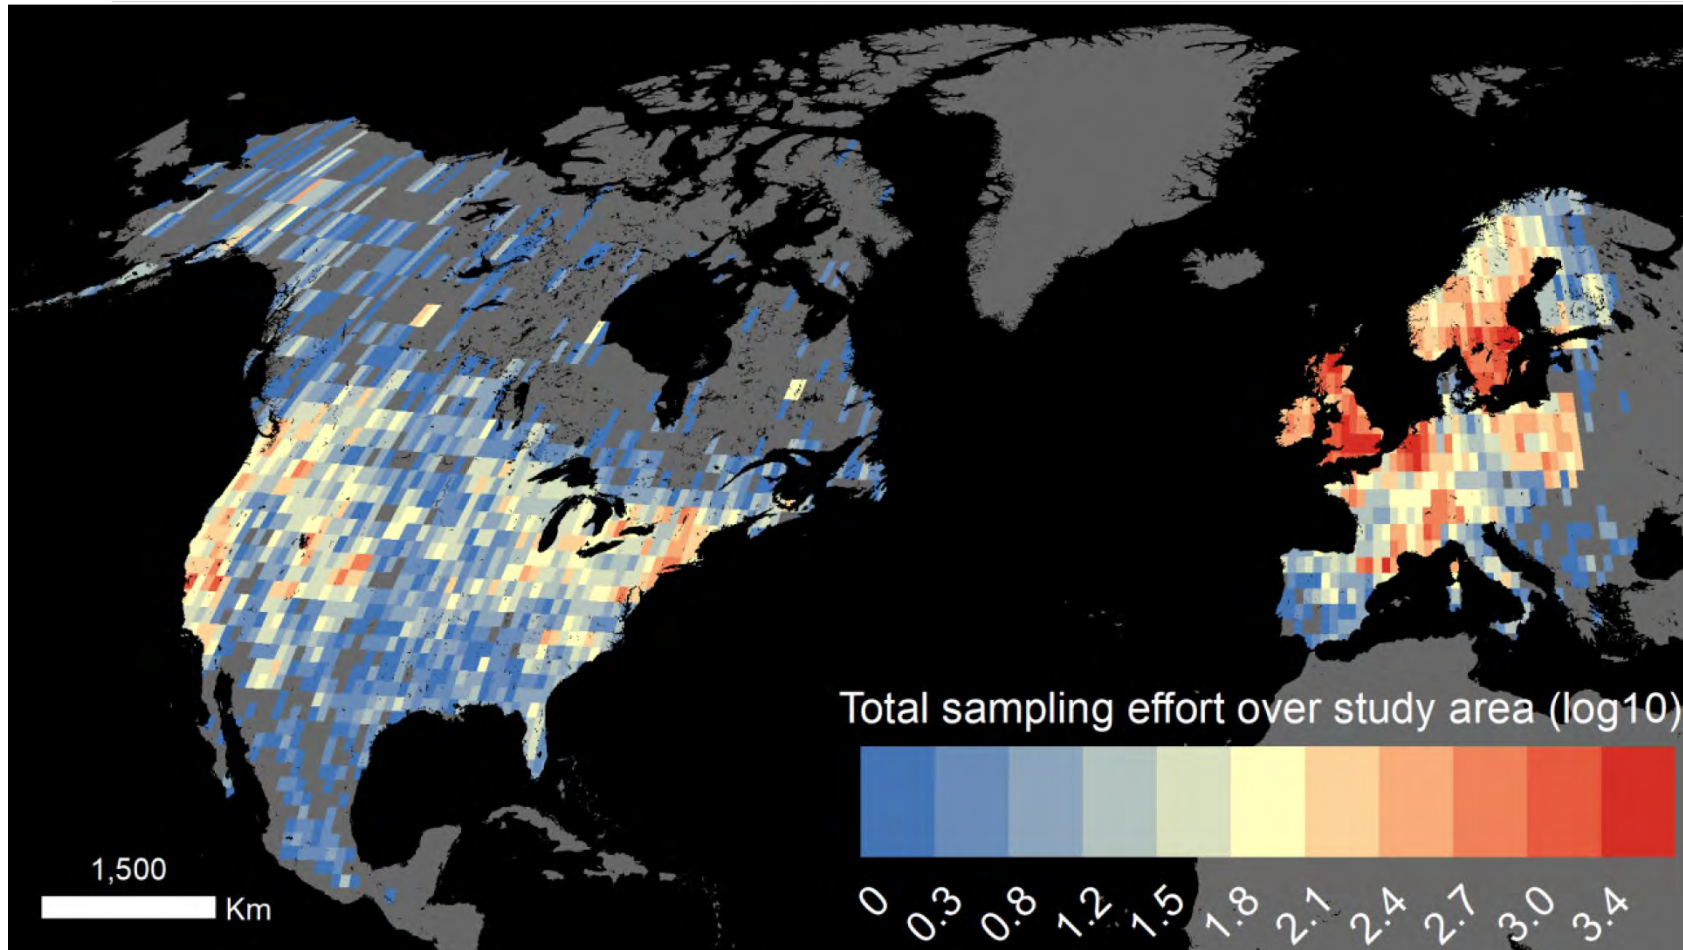 Total sampling effort over study area (log10)
0 0.3 0.8 1.2 1.5 1.8 2.1 2.4 2.7 3.0 3.4
1,500
Km